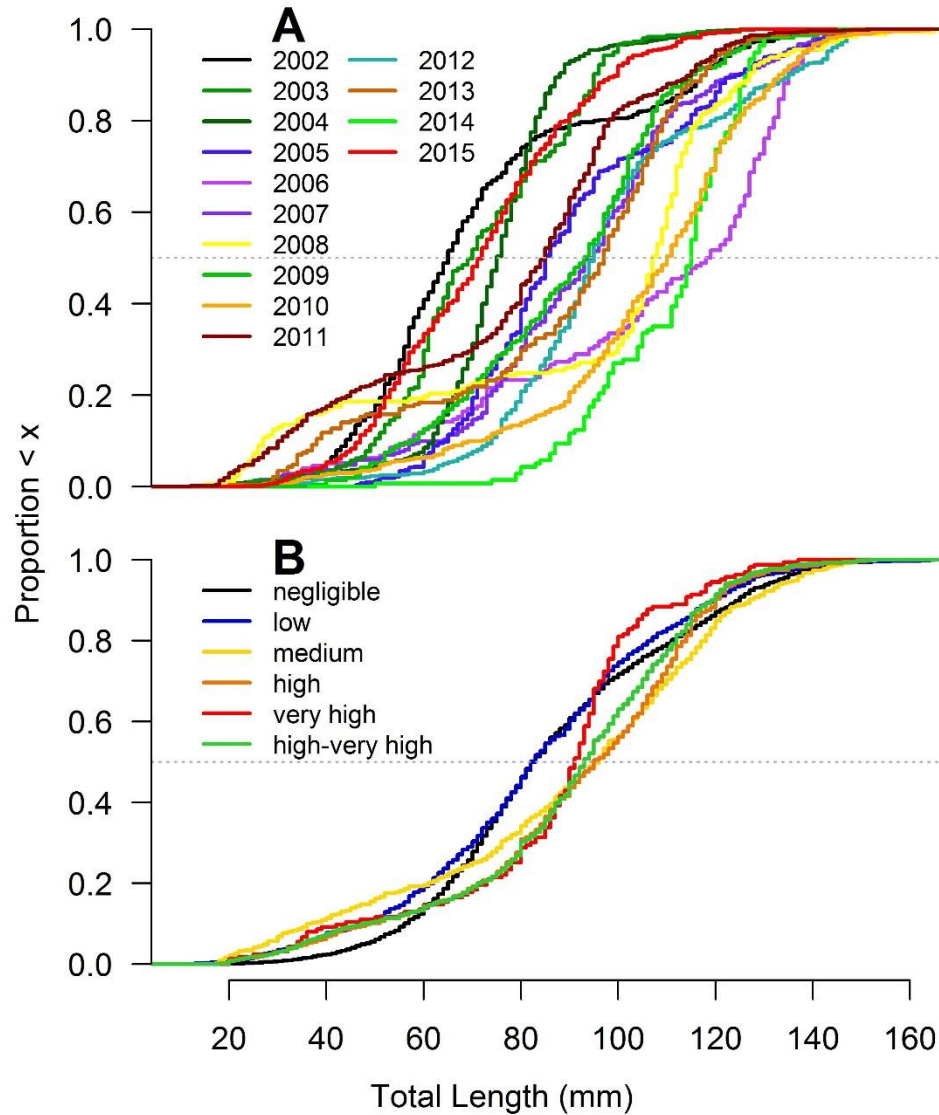 A
1.0
0.8
0.6
0.4
0.2
0.0
2002
2003
2004
2005
2006
2007
2008
2009
2010
2011
2012
2013
2014
2015
Proportion < x
B
1.0
0.8
0.6
0.4
0.2
0.0
negligible
low
medium
high
very high
high-very high
20 40 60 80 100 120 140 160
Total Length (mm)